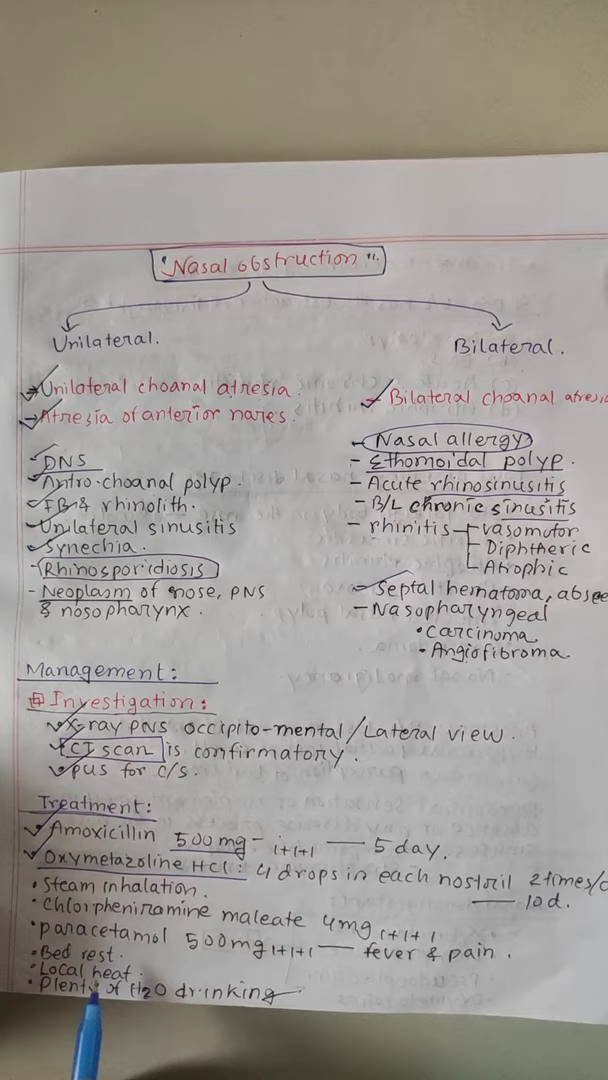 "Nasal obstruction"
Unilateral.
→ Unilateral choanal atresia.
→ Atresia of anterior nares.
- DNS
- Antro-choanal polyp.
- FB & rhinolith.
- Unilateral sinusitis
- Synechia.
- Rhinosporidiosis
- Neoplasm of nose, PNS
& nosopharynx.
Bilateral.
→ Bilateral choanal atresia
- Nasal allergy
- Ethomoidal polyp.
- Acute rhinosinusitis
- B/L chronic sinusitis
- rhinitis - vasomotor
- Diphtheric
- Atrophic
- Septal hematoma,
- Nasopharyngeal
• Carcinoma
• Angiofibroma
Management:
Investigation:
• X-ray PNS occipito-mental/Lateral view.
• CT scan is confirmatory.
• pus for c/s.
Treatment:
• Amoxicillin 500mg - 1+1+1 — 5 day.
• Oxymetazoline HCl: 4 drops in each nostril 2 times/d
— 10 d.
• Steam inhalation.
• Chlorpheniramine maleate 4mg 1+1+1
• paracetamol 500mg 1+1+1 — fever & pain.
• Bed rest.
• Local heat.
• Plenty of H₂O drinking